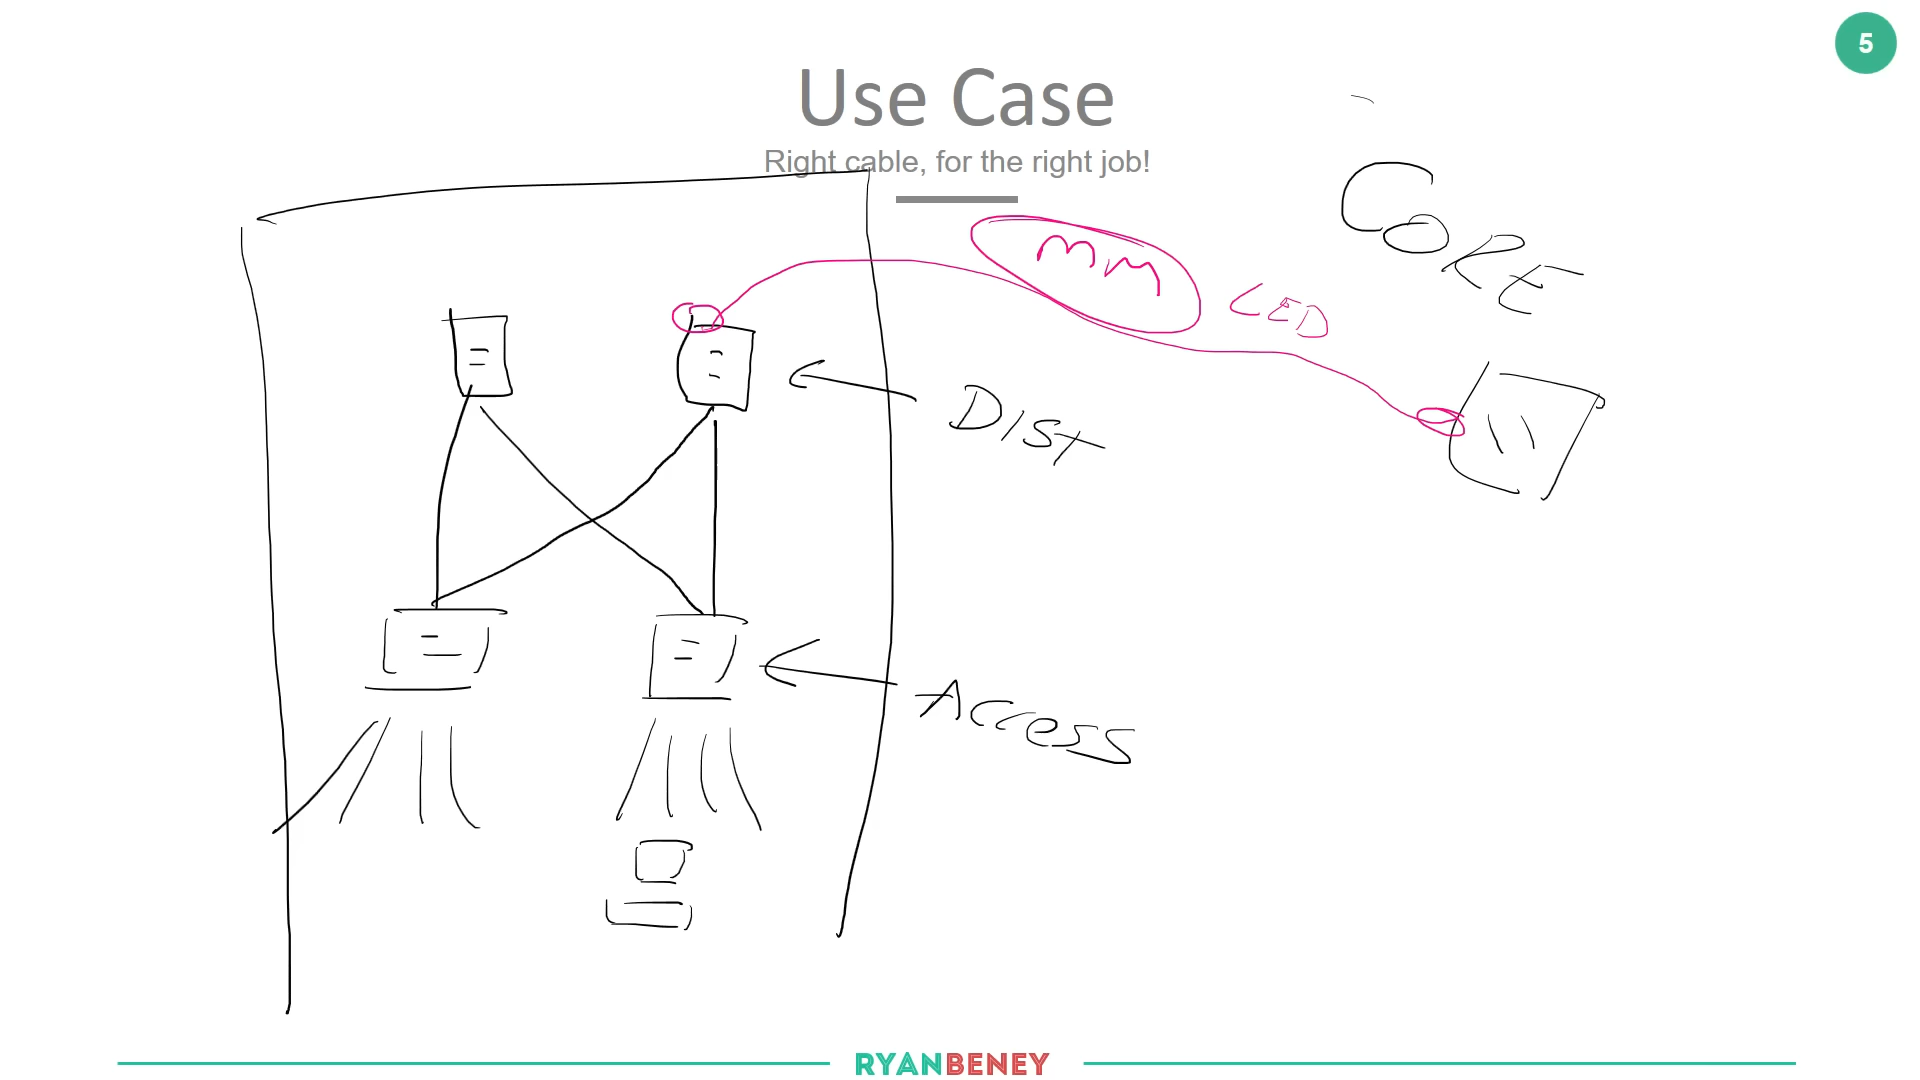 5
Use Case
Right cable, for the right job!
CORE
MM
LED
DIST
Access
RYANBENEY